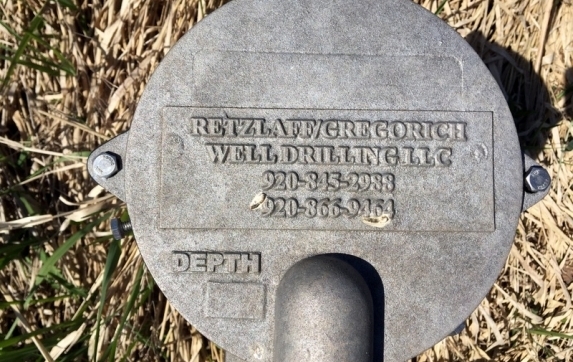 RETZLAFF/GREGORICH
WELL DRILLING LLC
920-845-2988
920-866-9464
DEPTH